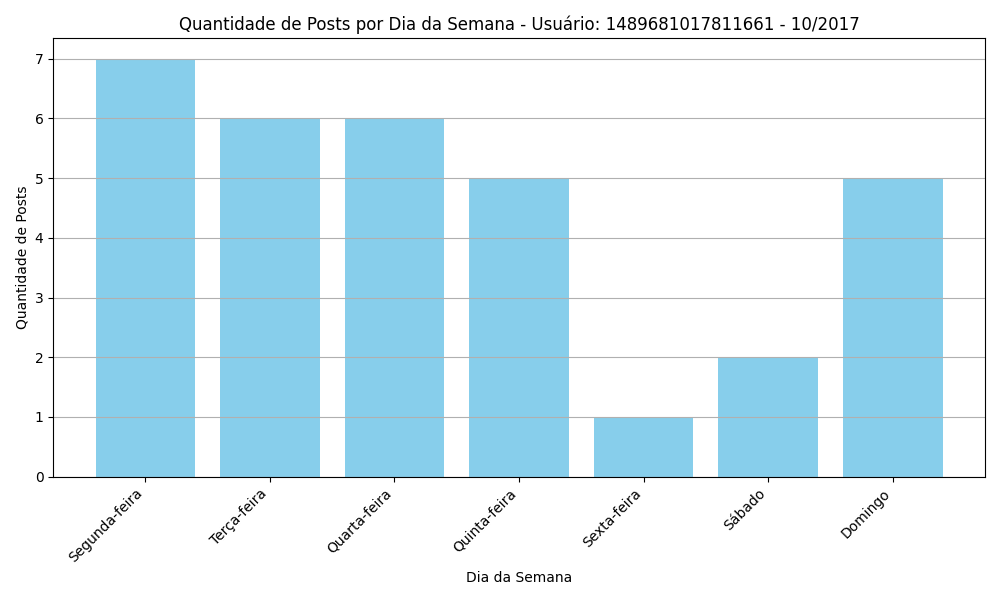 Quantidade de Posts por Dia da Semana - Usuário: 1489681017811661 - 10/2017
Quantidade de Posts
7
6
5
4
3
2
1
0
Segunda-feira
Terça-feira
Quarta-feira
Quinta-feira
Sexta-feira
Sábado
Domingo
Dia da Semana